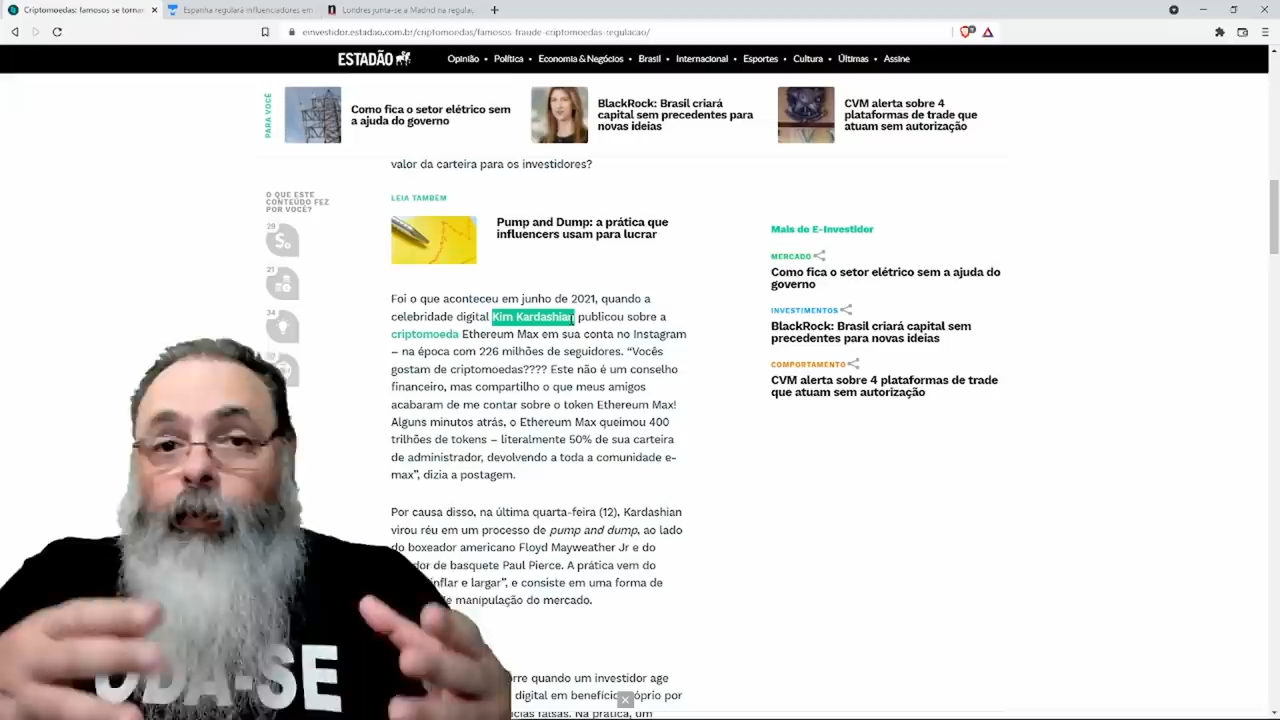 Criptomoedas: famosos se tornar
Espanha regulará influenciadores em
Londres junta-se a Madrid na regulaç
einvestidor.estadao.com.br/criptomoedas/famosos-fraude-criptomoedas-regulacao/
ESTADÃO
Opinião • Política • Economia & Negócios • Brasil • Internacional • Esportes • Cultura • Últimas • Assine
PARA VOCÊ
Como fica o setor elétrico sem
a ajuda do governo
BlackRock: Brasil criará
capital sem precedentes para
novas ideias
CVM alerta sobre 4
plataformas de trade que
atuam sem autorização
valor da carteira para os investidores?
O QUE ESTE
CONTEÚDO FEZ
POR VOCÊ?
29
21
34
LEIA TAMBÉM
Pump and Dump: a prática que
influencers usam para lucrar
Foi o que aconteceu em junho de 2021, quando a
celebridade digital Kim Kardashian publicou sobre a
criptomoeda Ethereum Max em sua conta no Instagram
– na época com 226 milhões de seguidores. “Vocês
gostam de criptomoedas???? Este não é um conselho
financeiro, mas compartilho o que meus amigos
acabaram de me contar sobre o token Ethereum Max!
Alguns minutos atrás, o Ethereum Max queimou 400
trilhões de tokens – literalmente 50% de sua carteira
de administrador, devolvendo a toda a comunidade e-
max”, dizia a postagem.
Por causa disso, na última quarta-feira (12), Kardashian
virou réu em um processo de pump and dump, ao lado
do boxeador americano Floyd Mayweather Jr e do
de basquete Paul Pierce. A prática vem do
inflar e largar”, e consiste em uma forma de
manipulação do mercado.
quando um investidor age
digital em benefício próprio por
falsas. Na prática, um
Mais do E-Investidor
MERCADO
Como fica o setor elétrico sem a ajuda do
governo
INVESTIMENTOS
BlackRock: Brasil criará capital sem
precedentes para novas ideias
COMPORTAMENTO
CVM alerta sobre 4 plataformas de trade
que atuam sem autorização